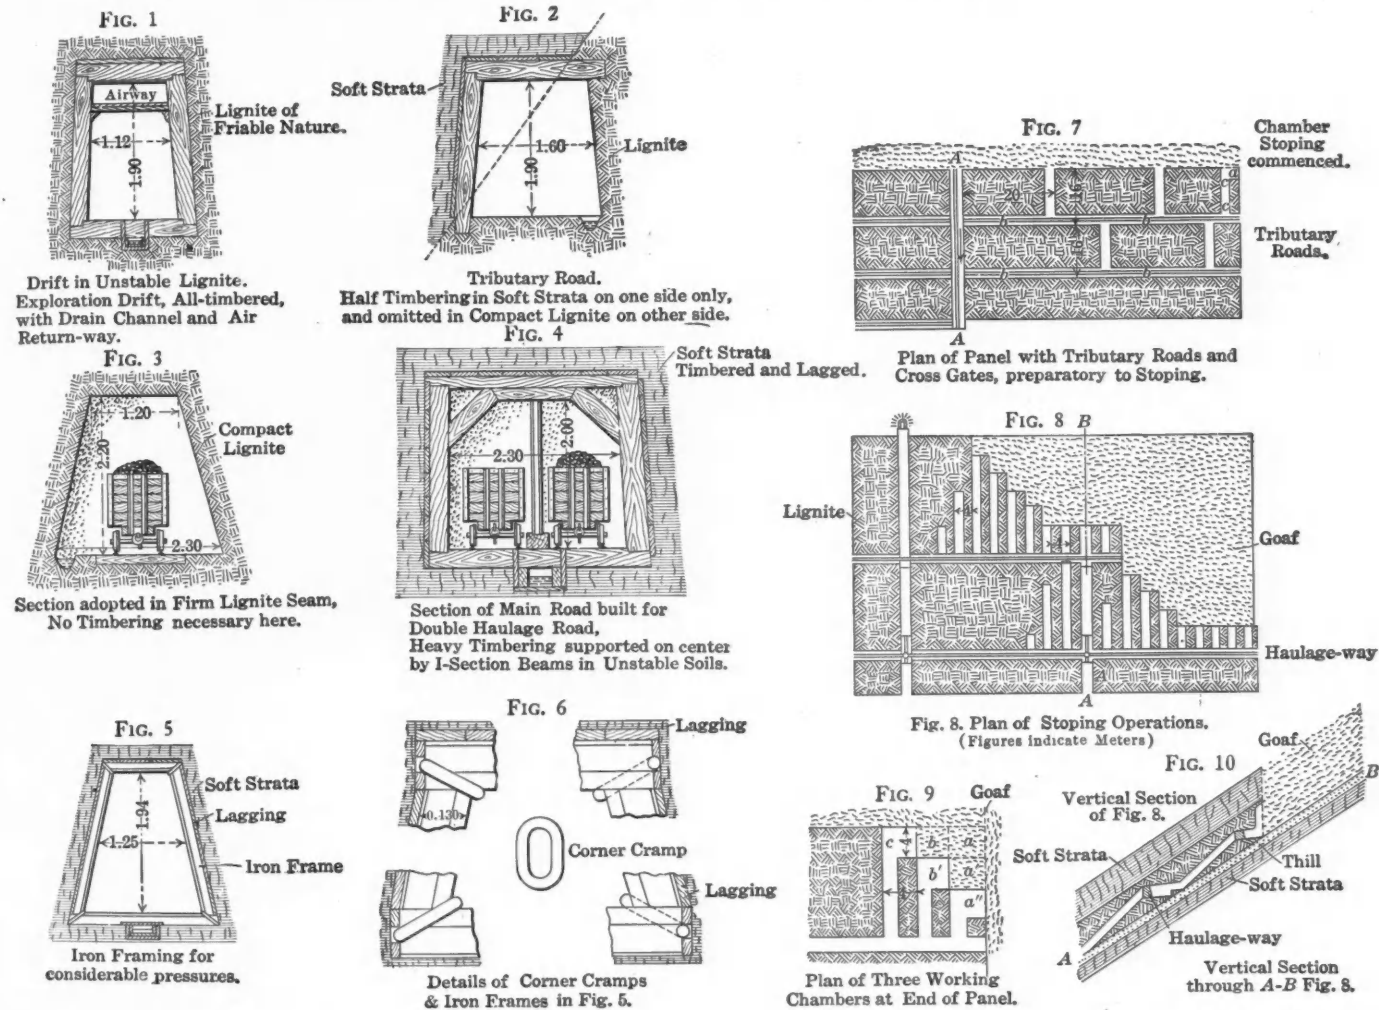 FIG. 1
Airway
1.12
1.90
Lignite of
Friable Nature.
Drift in Unstable Lignite.
Exploration Drift, All-timbered,
with Drain Channel and Air
Return-way.
FIG. 2
Soft Strata
1.60
1.90
Lignite
Tributary Road.
Half Timbering in Soft Strata on one side only,
and omitted in Compact Lignite on other side.
FIG. 3
1.20
2.20
2.30
Compact
Lignite
Section adopted in Firm Lignite Seam,
No Timbering necessary here.
FIG. 4
Soft Strata
Timbered and Lagged.
2.30
2.00
Section of Main Road built for
Double Haulage Road,
Heavy Timbering supported on center
by I-Section Beams in Unstable Soils.
FIG. 5
Soft Strata
Lagging
Iron Frame
1.94
1.25
Iron Framing for
considerable pressures.
FIG. 6
Lagging
0.130
Corner Cramp
Lagging
Details of Corner Cramps
& Iron Frames in Fig. 5.
FIG. 7
Chamber
Stoping
commenced.
A
20
16
a
c
c
b
b
16
b
b
Tributary
Roads.
A
Plan of Panel with Tributary Roads and
Cross Gates, preparatory to Stoping.
FIG. 8
B
Lignite
4
4
Goaf
Haulage-way
A
A
Fig. 8. Plan of Stoping Operations.
(Figures indicate Meters)
FIG. 9
Goaf
c
4
b
a
b'
a'
4
a"
Plan of Three Working
Chambers at End of Panel.
FIG. 10
Goaf
B
Vertical Section
of Fig. 8.
Soft Strata
Thill
Soft Strata
Haulage-way
A
Vertical Section
through A-B Fig. 8.